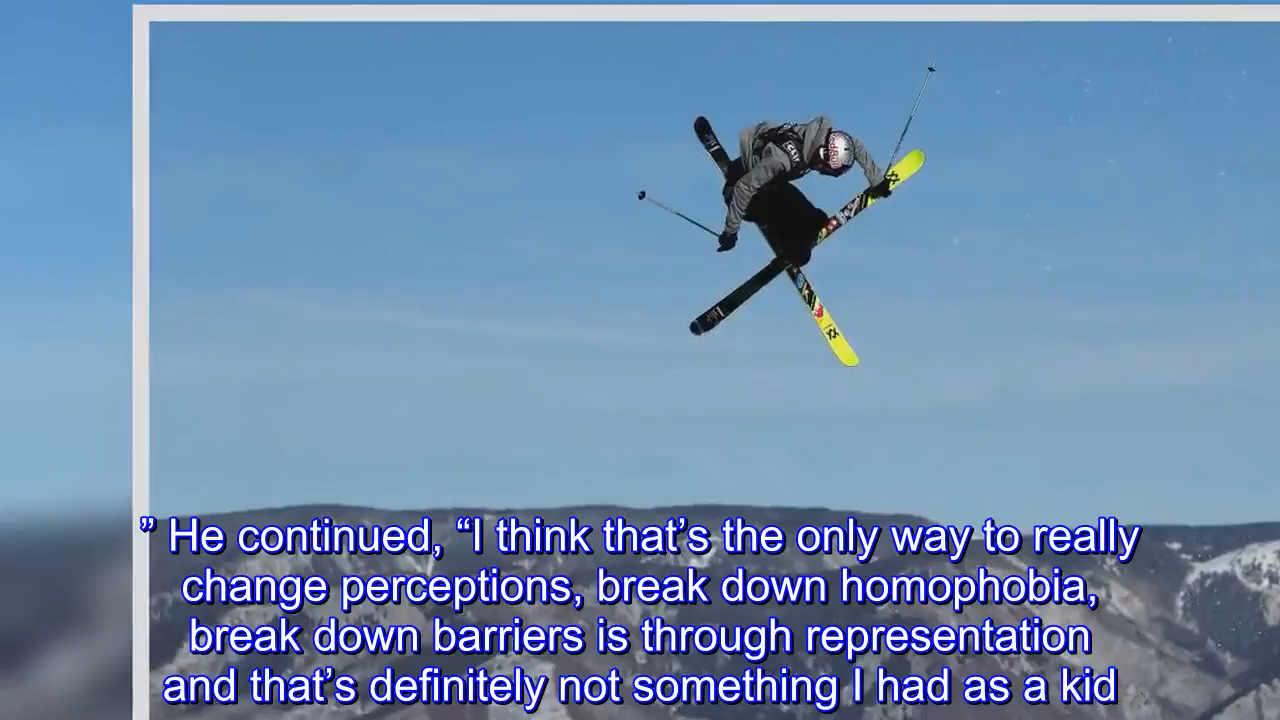 ” He continued, “I think that’s the only way to really
change perceptions, break down homophobia,
break down barriers is through representation
and that’s definitely not something I had as a kid